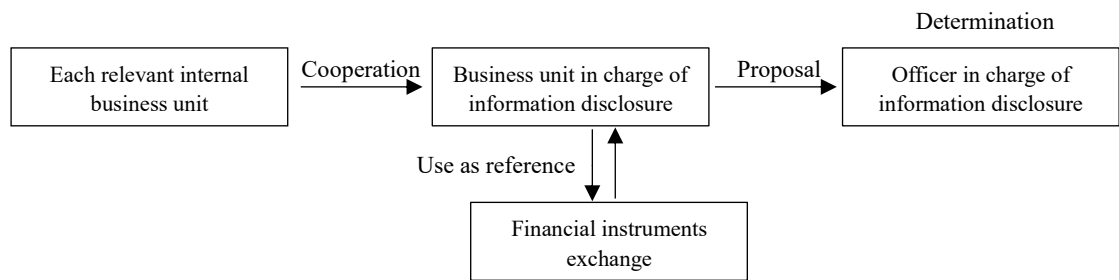 Determination
Each relevant internal
business unit
Cooperation
Business unit in charge of
information disclosure
Proposal
Officer in charge of
information disclosure
Use as reference
Financial instruments
exchange